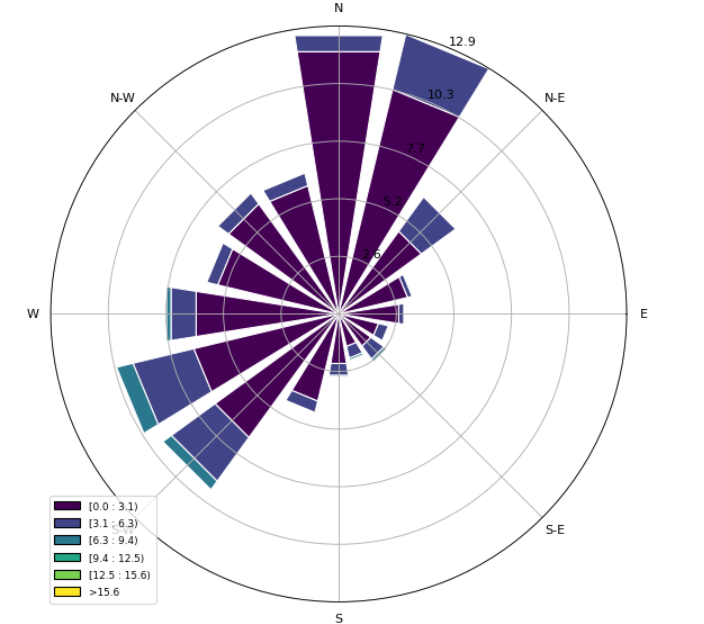 N
12.9
N-W
N-E
10.3
7.7
5.2
2.6
W
E
[0.0 : 3.1)
[3.1 : 6.3)
S-W
[6.3 : 9.4)
[9.4 : 12.5)
[12.5 : 15.6)
>15.6
S-E
S